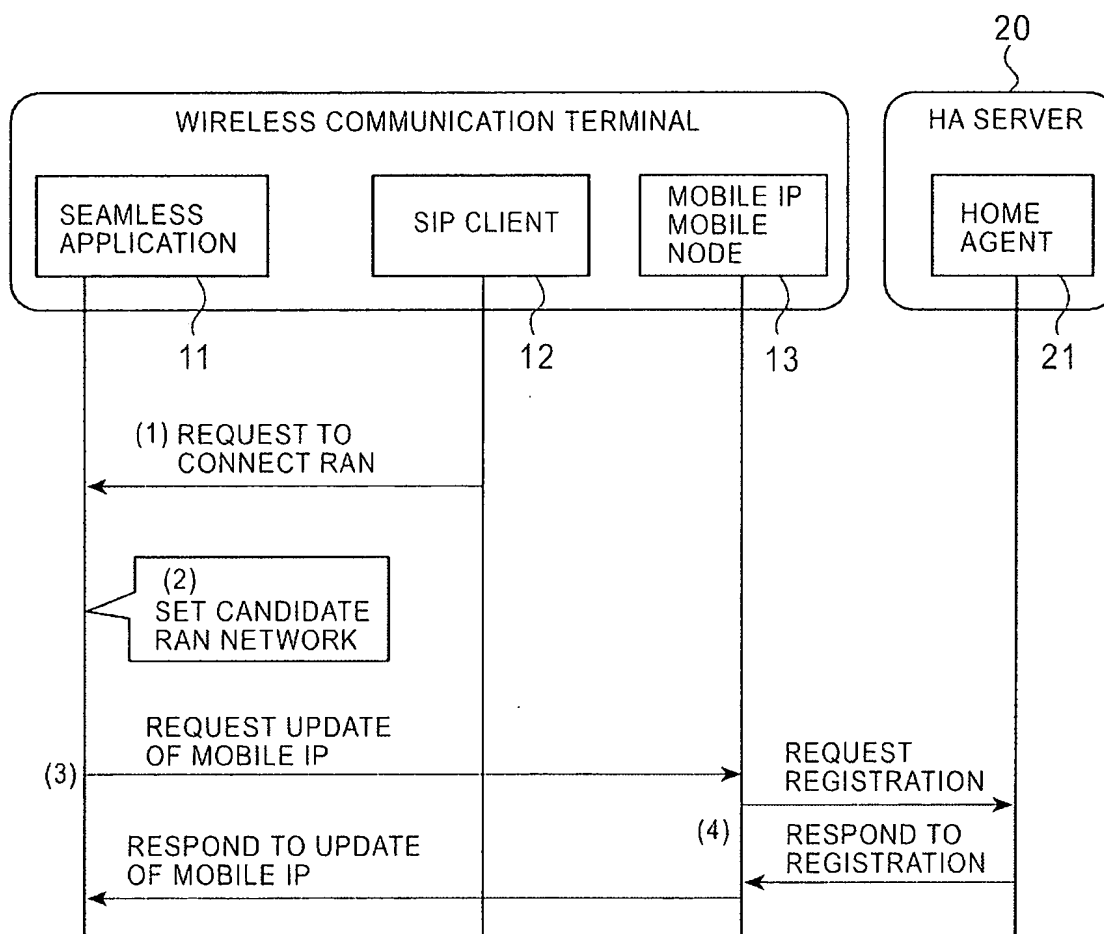 20
WIRELESS COMMUNICATION TERMINAL
HA SERVER
SEAMLESS
APPLICATION
SIP CLIENT
MOBILE IP
MOBILE
NODE
HOME
AGENT
11
12
13
21
(1) REQUEST TO
CONNECT RAN
(2)
SET CANDIDATE
RAN NETWORK
REQUEST UPDATE
OF MOBILE IP
(3)
REQUEST
REGISTRATION
(4)
RESPOND TO
REGISTRATION
RESPOND TO UPDATE
OF MOBILE IP